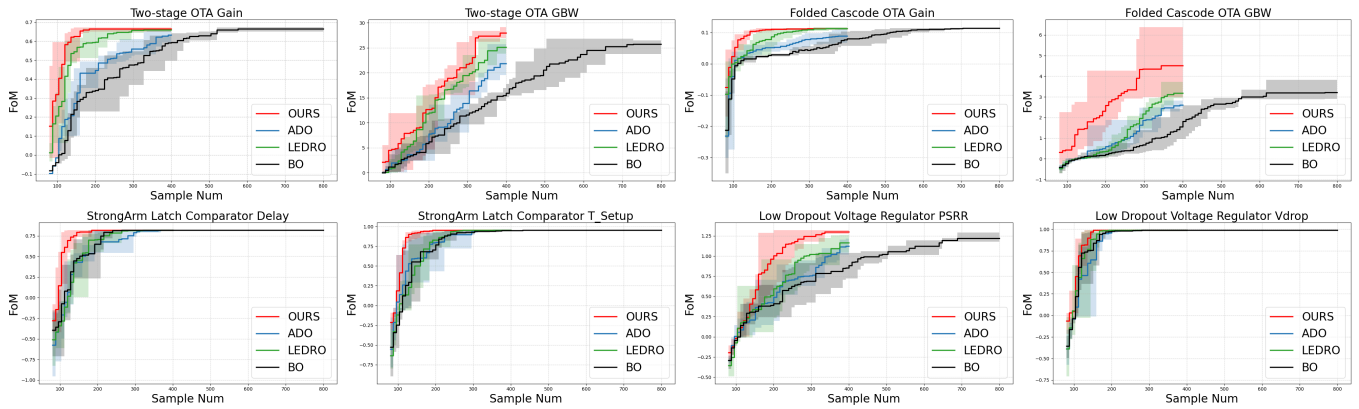 Two-stage OTA Gain
FoM
0.7
0.6
0.5
0.4
0.3
0.2
0.1
0.0
−0.1
OURS
ADO
LEDRO
BO
100 200 300 400 500 600 700 800
Sample Num
Two-stage OTA GBW
FoM
30
25
20
15
10
5
0
OURS
ADO
LEDRO
BO
100 200 300 400 500 600 700 800
Sample Num
Folded Cascode OTA Gain
FoM
0.1
0.0
−0.1
−0.2
−0.3
OURS
ADO
LEDRO
BO
100 200 300 400 500 600 700 800
Sample Num
Folded Cascode OTA GBW
FoM
6
5
4
3
2
1
0
−1
OURS
ADO
LEDRO
BO
100 200 300 400 500 600 700 800
Sample Num
StrongArm Latch Comparator Delay
FoM
0.75
0.50
0.25
0.00
−0.25
−0.50
−0.75
−1.00
OURS
ADO
LEDRO
BO
100 200 300 400 500 600 700 800
Sample Num
StrongArm Latch Comparator T_Setup
FoM
1.00
0.75
0.50
0.25
0.00
−0.25
−0.50
−0.75
OURS
ADO
LEDRO
BO
100 200 300 400 500 600 700 800
Sample Num
Low Dropout Voltage Regulator PSRR
FoM
1.25
1.00
0.75
0.50
0.25
0.00
−0.25
−0.50
OURS
ADO
LEDRO
BO
100 200 300 400 500 600 700 800
Sample Num
Low Dropout Voltage Regulator Vdrop
FoM
1.00
0.75
0.50
0.25
0.00
−0.25
−0.50
−0.75
OURS
ADO
LEDRO
BO
100 200 300 400 500 600 700 800
Sample Num